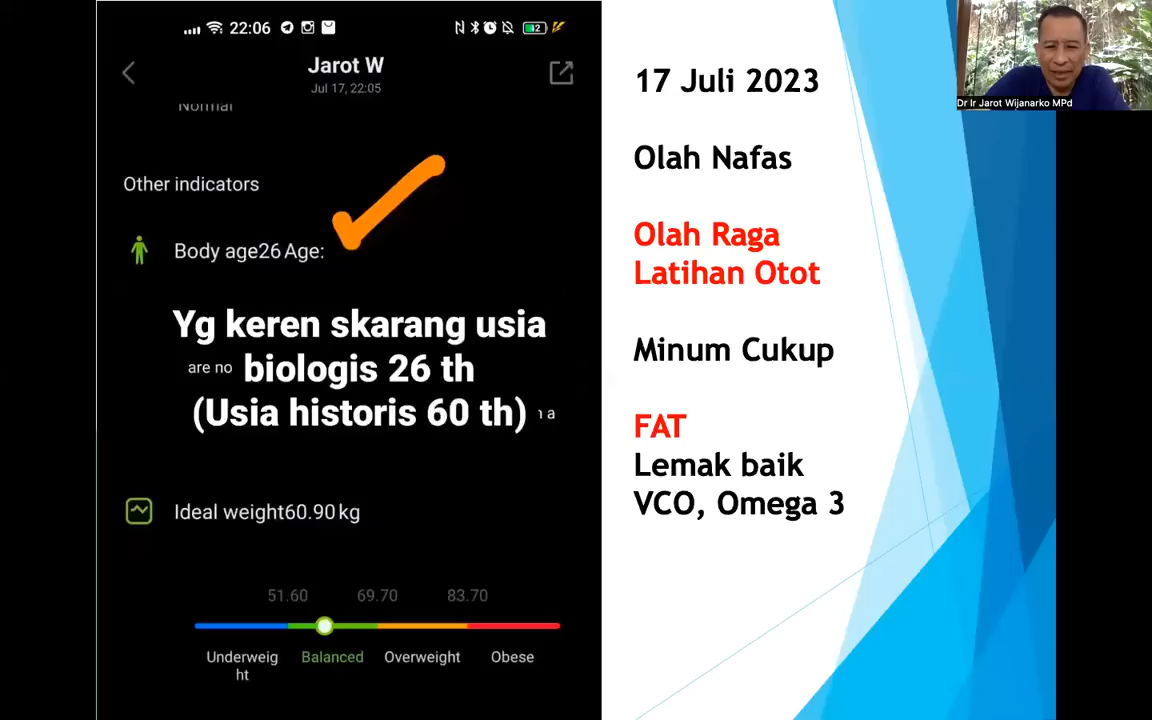 22:06
Jarot W
Jul 17, 22:05
Normal
Other indicators
Body age26 Age:
Yg keren skarang usia
are no biologis 26 th
(Usia historis 60 th)
Ideal weight60.90kg
51.60 69.70 83.70
Underweig
ht
Balanced
Overweight
Obese
17 Juli 2023
Olah Nafas
Olah Raga
Latihan Otot
Minum Cukup
FAT
Lemak baik
VCO, Omega 3
Dr Ir Jarot Wijanarko MPd